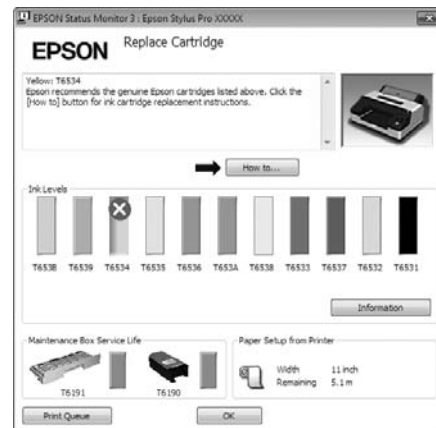 EPSON Status Monitor 3 : Epson Stylus Pro XXXXX
EPSON
Replace Cartridge
Yellow: T6534
Epson recommends the genuine Epson cartridges listed above. Click the
[How to] button for ink cartridge replacement instructions.
How to...
Ink Levels
T653B T6539 T6534 T6535 T6536 T653A T6538 T6533 T6537 T6532 T6531
Information
Maintenance Box Service Life
T6191 T6190
Paper Setup from Printer
Width 11 inch
Remaining 5.1 m
Print Queue OK